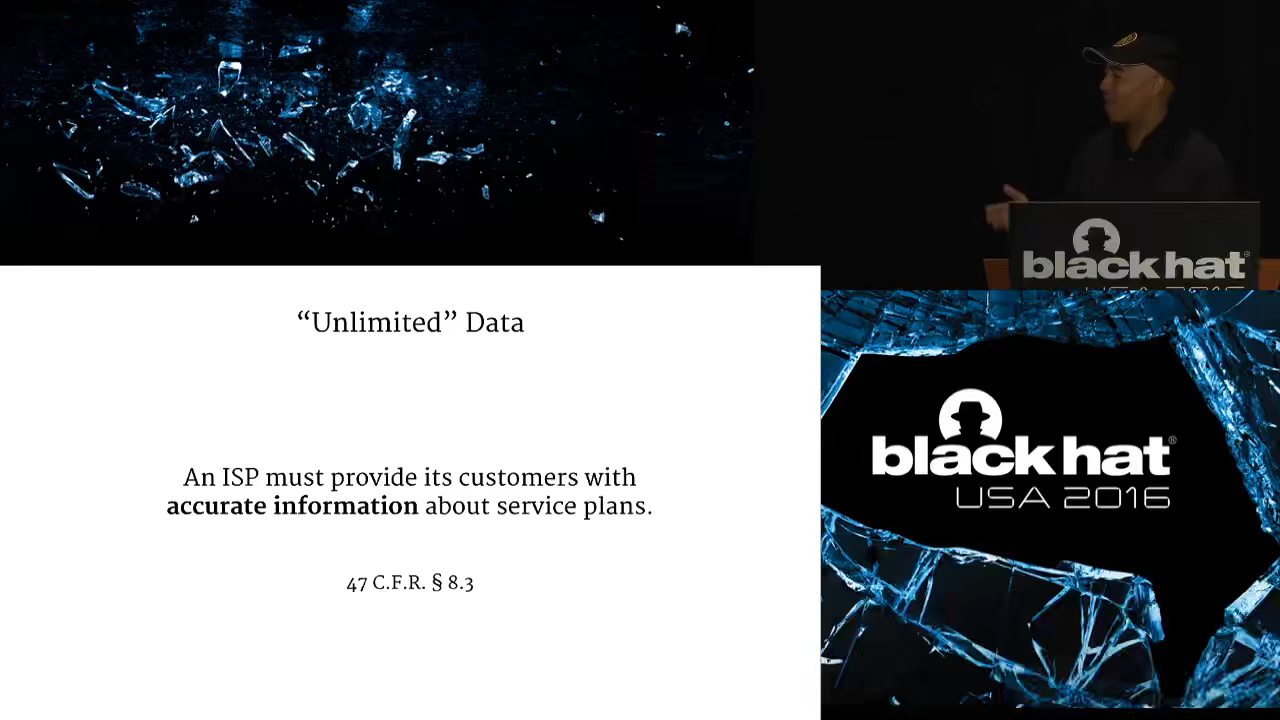 black hat®
“Unlimited” Data
An ISP must provide its customers with
accurate information about service plans.
47 C.F.R. § 8.3
black hat®
USA 2016